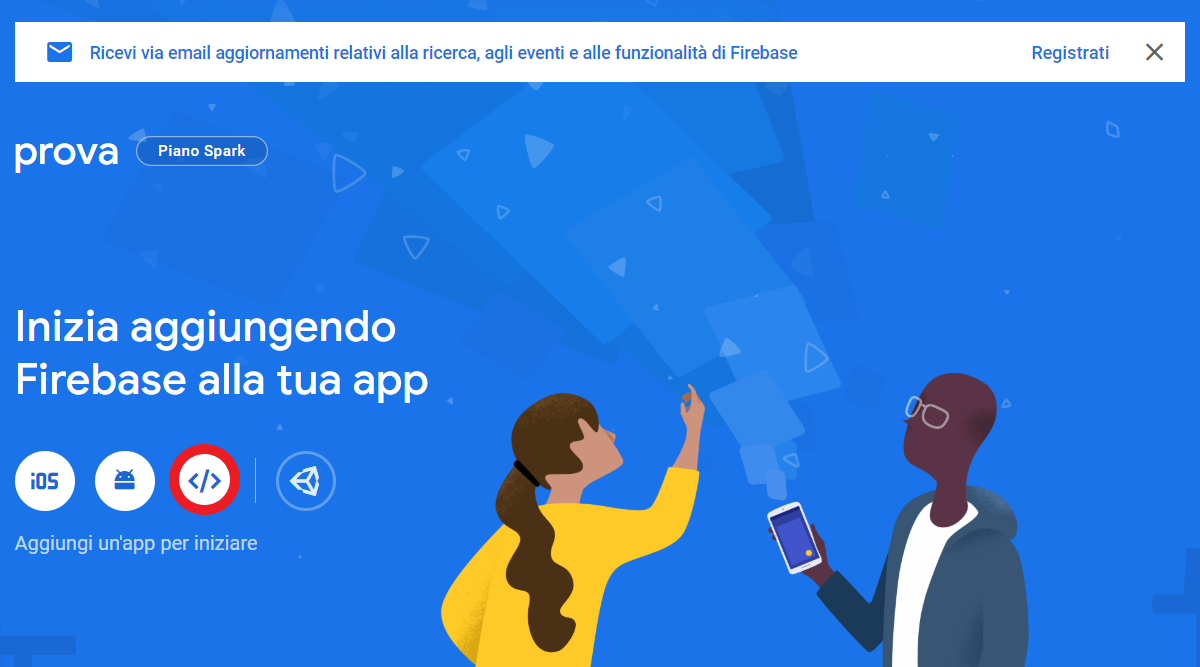 Ricevi via email aggiornamenti relativi alla ricerca, agli eventi e alle funzionalità di Firebase
Registrati
prova
Piano Spark
Inizia aggiungendo
Firebase alla tua app
iOS
</>
Aggiungi un'app per iniziare